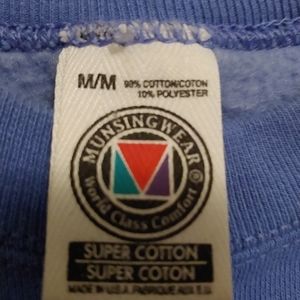 M/M 90% COTTON/COTON
10% POLYESTER
MUNSINGWEAR®
World Class Comfort
SUPER COTTON
SUPER COTON
MADE IN U.S.A. FABRIQUE AUX E.U.